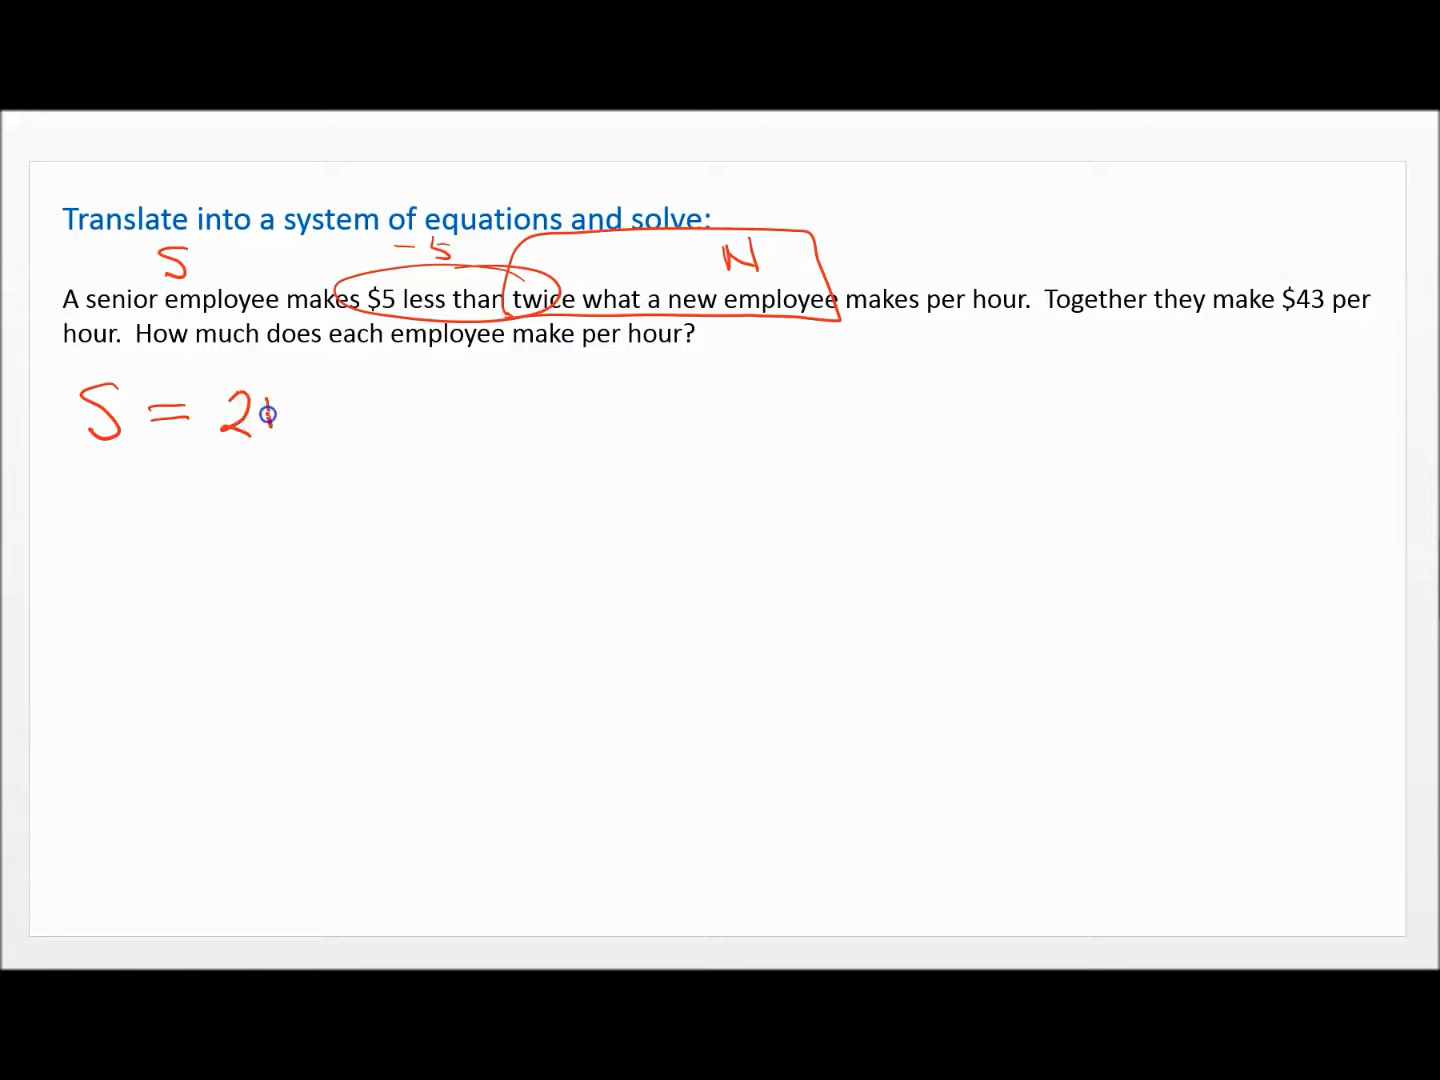 Translate into a system of equations and solve:
S -5 N
A senior employee makes $5 less than twice what a new employee makes per hour. Together they make $43 per
hour. How much does each employee make per hour?
S = 2